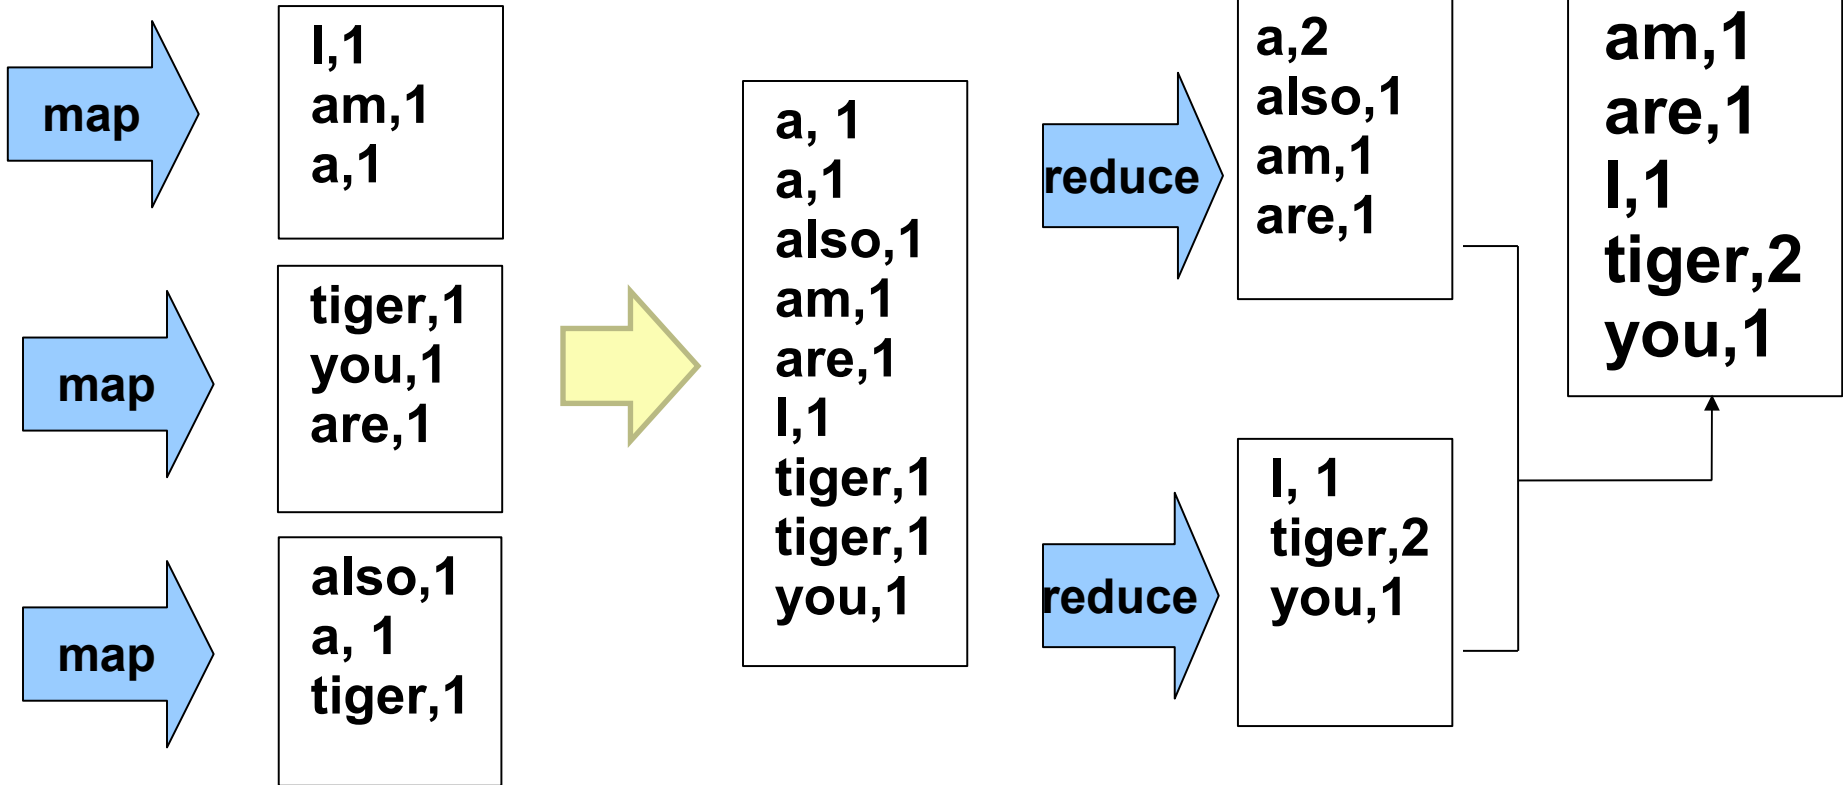 map
I,1
am,1
a,1
map
tiger,1
you,1
are,1
map
also,1
a, 1
tiger,1
a, 1
a,1
also,1
am,1
are,1
I,1
tiger,1
tiger,1
you,1
reduce
a,2
also,1
am,1
are,1
reduce
I, 1
tiger,2
you,1
am,1
are,1
I,1
tiger,2
you,1